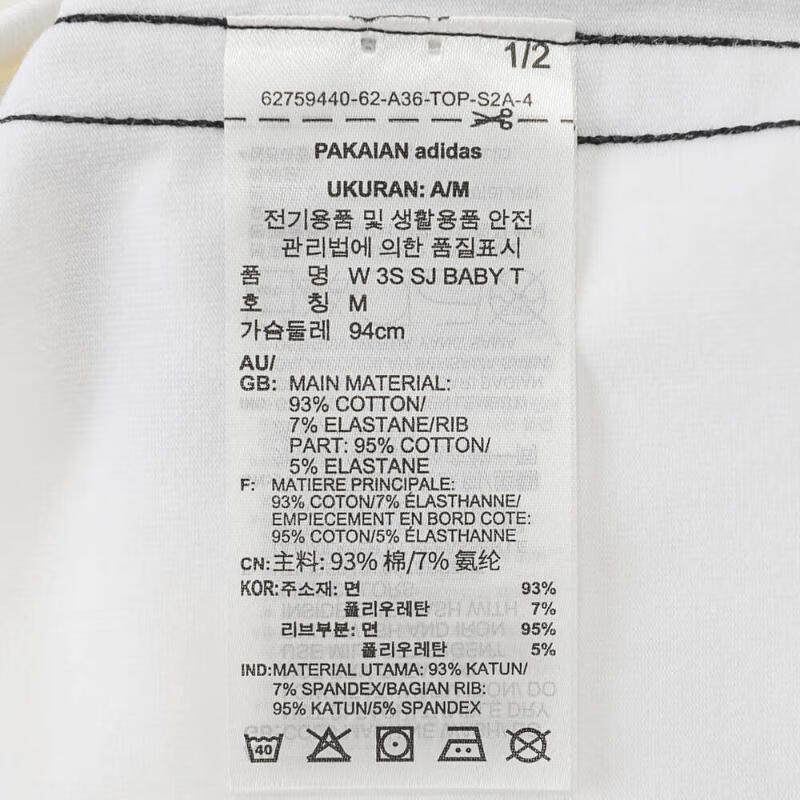 1/2
62759440-62-A36-TOP-S2A-4
PAKAIAN adidas
UKURAN: A/M
전기용품 및 생활용품 안전
관리법에 의한 품질표시
품 명 W 3S SJ BABY T
호 칭 M
가슴둘레 94cm
AU/
GB: MAIN MATERIAL:
93% COTTON/
7% ELASTANE/RIB
PART: 95% COTTON/
5% ELASTANE
F: MATIERE PRINCIPALE:
93% COTON/7% ÉLASTHANNE/
EMPIECEMENT EN BORD COTE:
95% COTON/5% ÉLASTHANNE
CN: 主料: 93% 棉/7% 氨纶
KOR: 주소재: 면 93%
폴리우레탄 7%
리브부분: 면 95%
폴리우레탄 5%
IND: MATERIAL UTAMA: 93% KATUN/
7% SPANDEX/BAGIAN RIB:
95% KATUN/5% SPANDEX
40